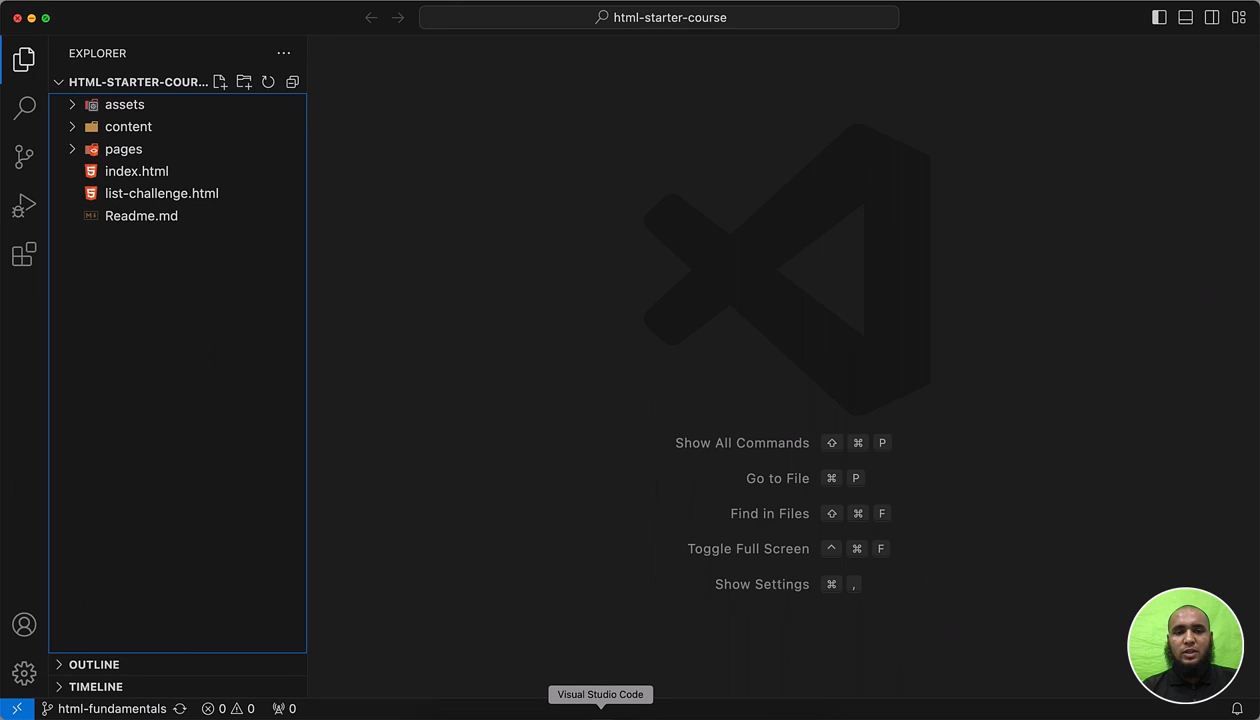 html-starter-course
EXPLORER
HTML-STARTER-COUR...
assets
content
pages
index.html
list-challenge.html
Readme.md
Show All Commands ⇧ ⌘ P
Go to File ⌘ P
Find in Files ⇧ ⌘ F
Toggle Full Screen ^ ⌘ F
Show Settings ⌘ ,
OUTLINE
TIMELINE
Visual Studio Code
html-fundamentals 0 0 0